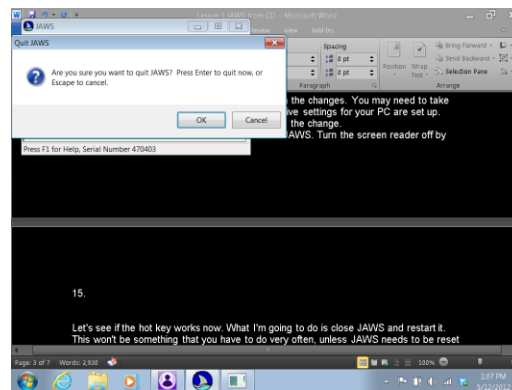 Lesson 1 JAWS from CD - Microsoft Word
JAWS
Review View Add-Ins
Quit JAWS
Are you sure you want to quit JAWS? Press Enter to quit now, or
Escape to cancel.
OK Cancel
Press F1 for Help, Serial Number 470403
Spacing
0 pt
0 pt
Paragraph
Position Wrap
Text
Bring Forward
Send Backward
Selection Pane
Arrange
the changes. You may need to take
ive settings for your PC are set up.
the change.
JAWS. Turn the screen reader off by
15.
Let's see if the hot key works now. What I'm going to do is close JAWS and restart it.
This won't be something that you have to do very often, unless JAWS needs to be reset
Page: 3 of 7 Words: 2,930
100%
1:07 PM
5/12/2012